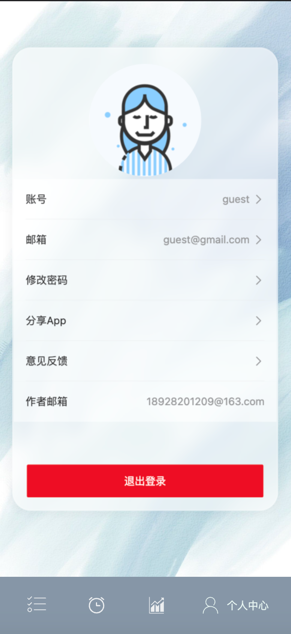 账号 guest
邮箱 guest@gmail.com
修改密码
分享App
意见反馈
作者邮箱 18928201209@163.com
退出登录
个人中心